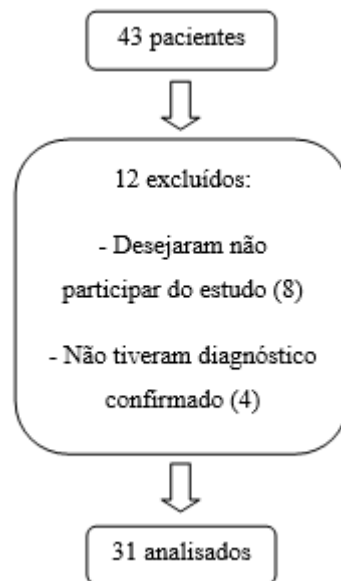 43 pacientes
12 excluídos:
- Desejaram não
participar do estudo (8)
- Não tiveram diagnóstico
confirmado (4)
31 analisados